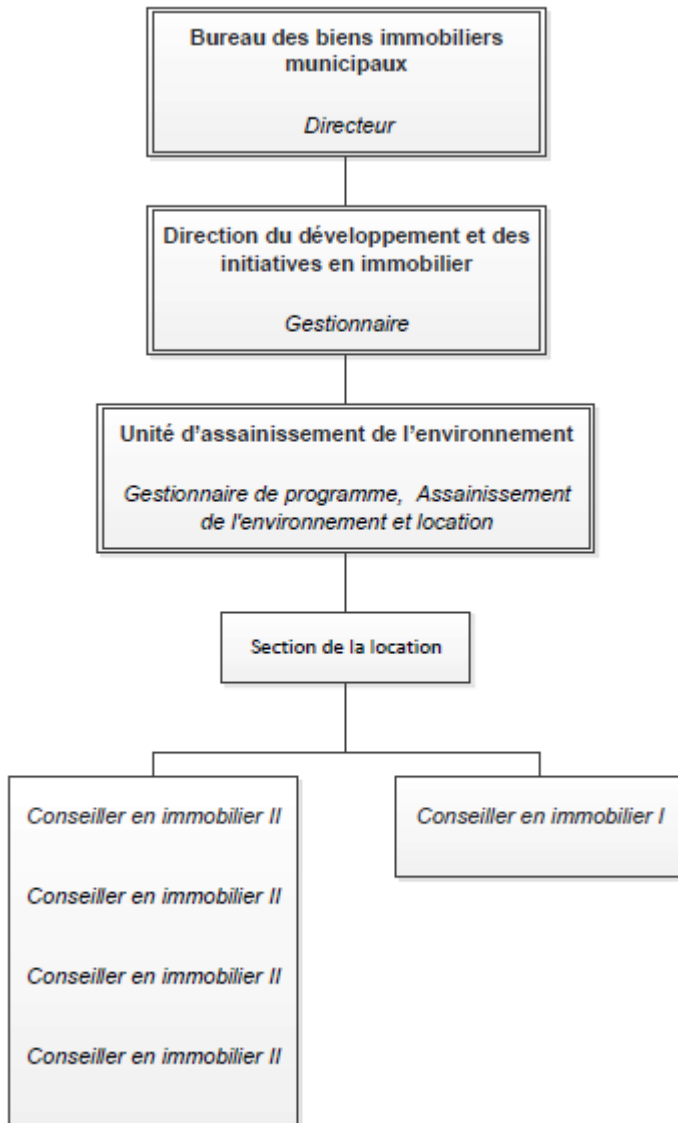 Bureau des biens immobiliers
municipaux
Directeur
Direction du développement et des
initiatives en immobilier
Gestionnaire
Unité d’assainissement de l’environnement
Gestionnaire de programme, Assainissement
de l'environnement et location
Section de la location
Conseiller en immobilier II
Conseiller en immobilier II
Conseiller en immobilier II
Conseiller en immobilier II
Conseiller en immobilier I